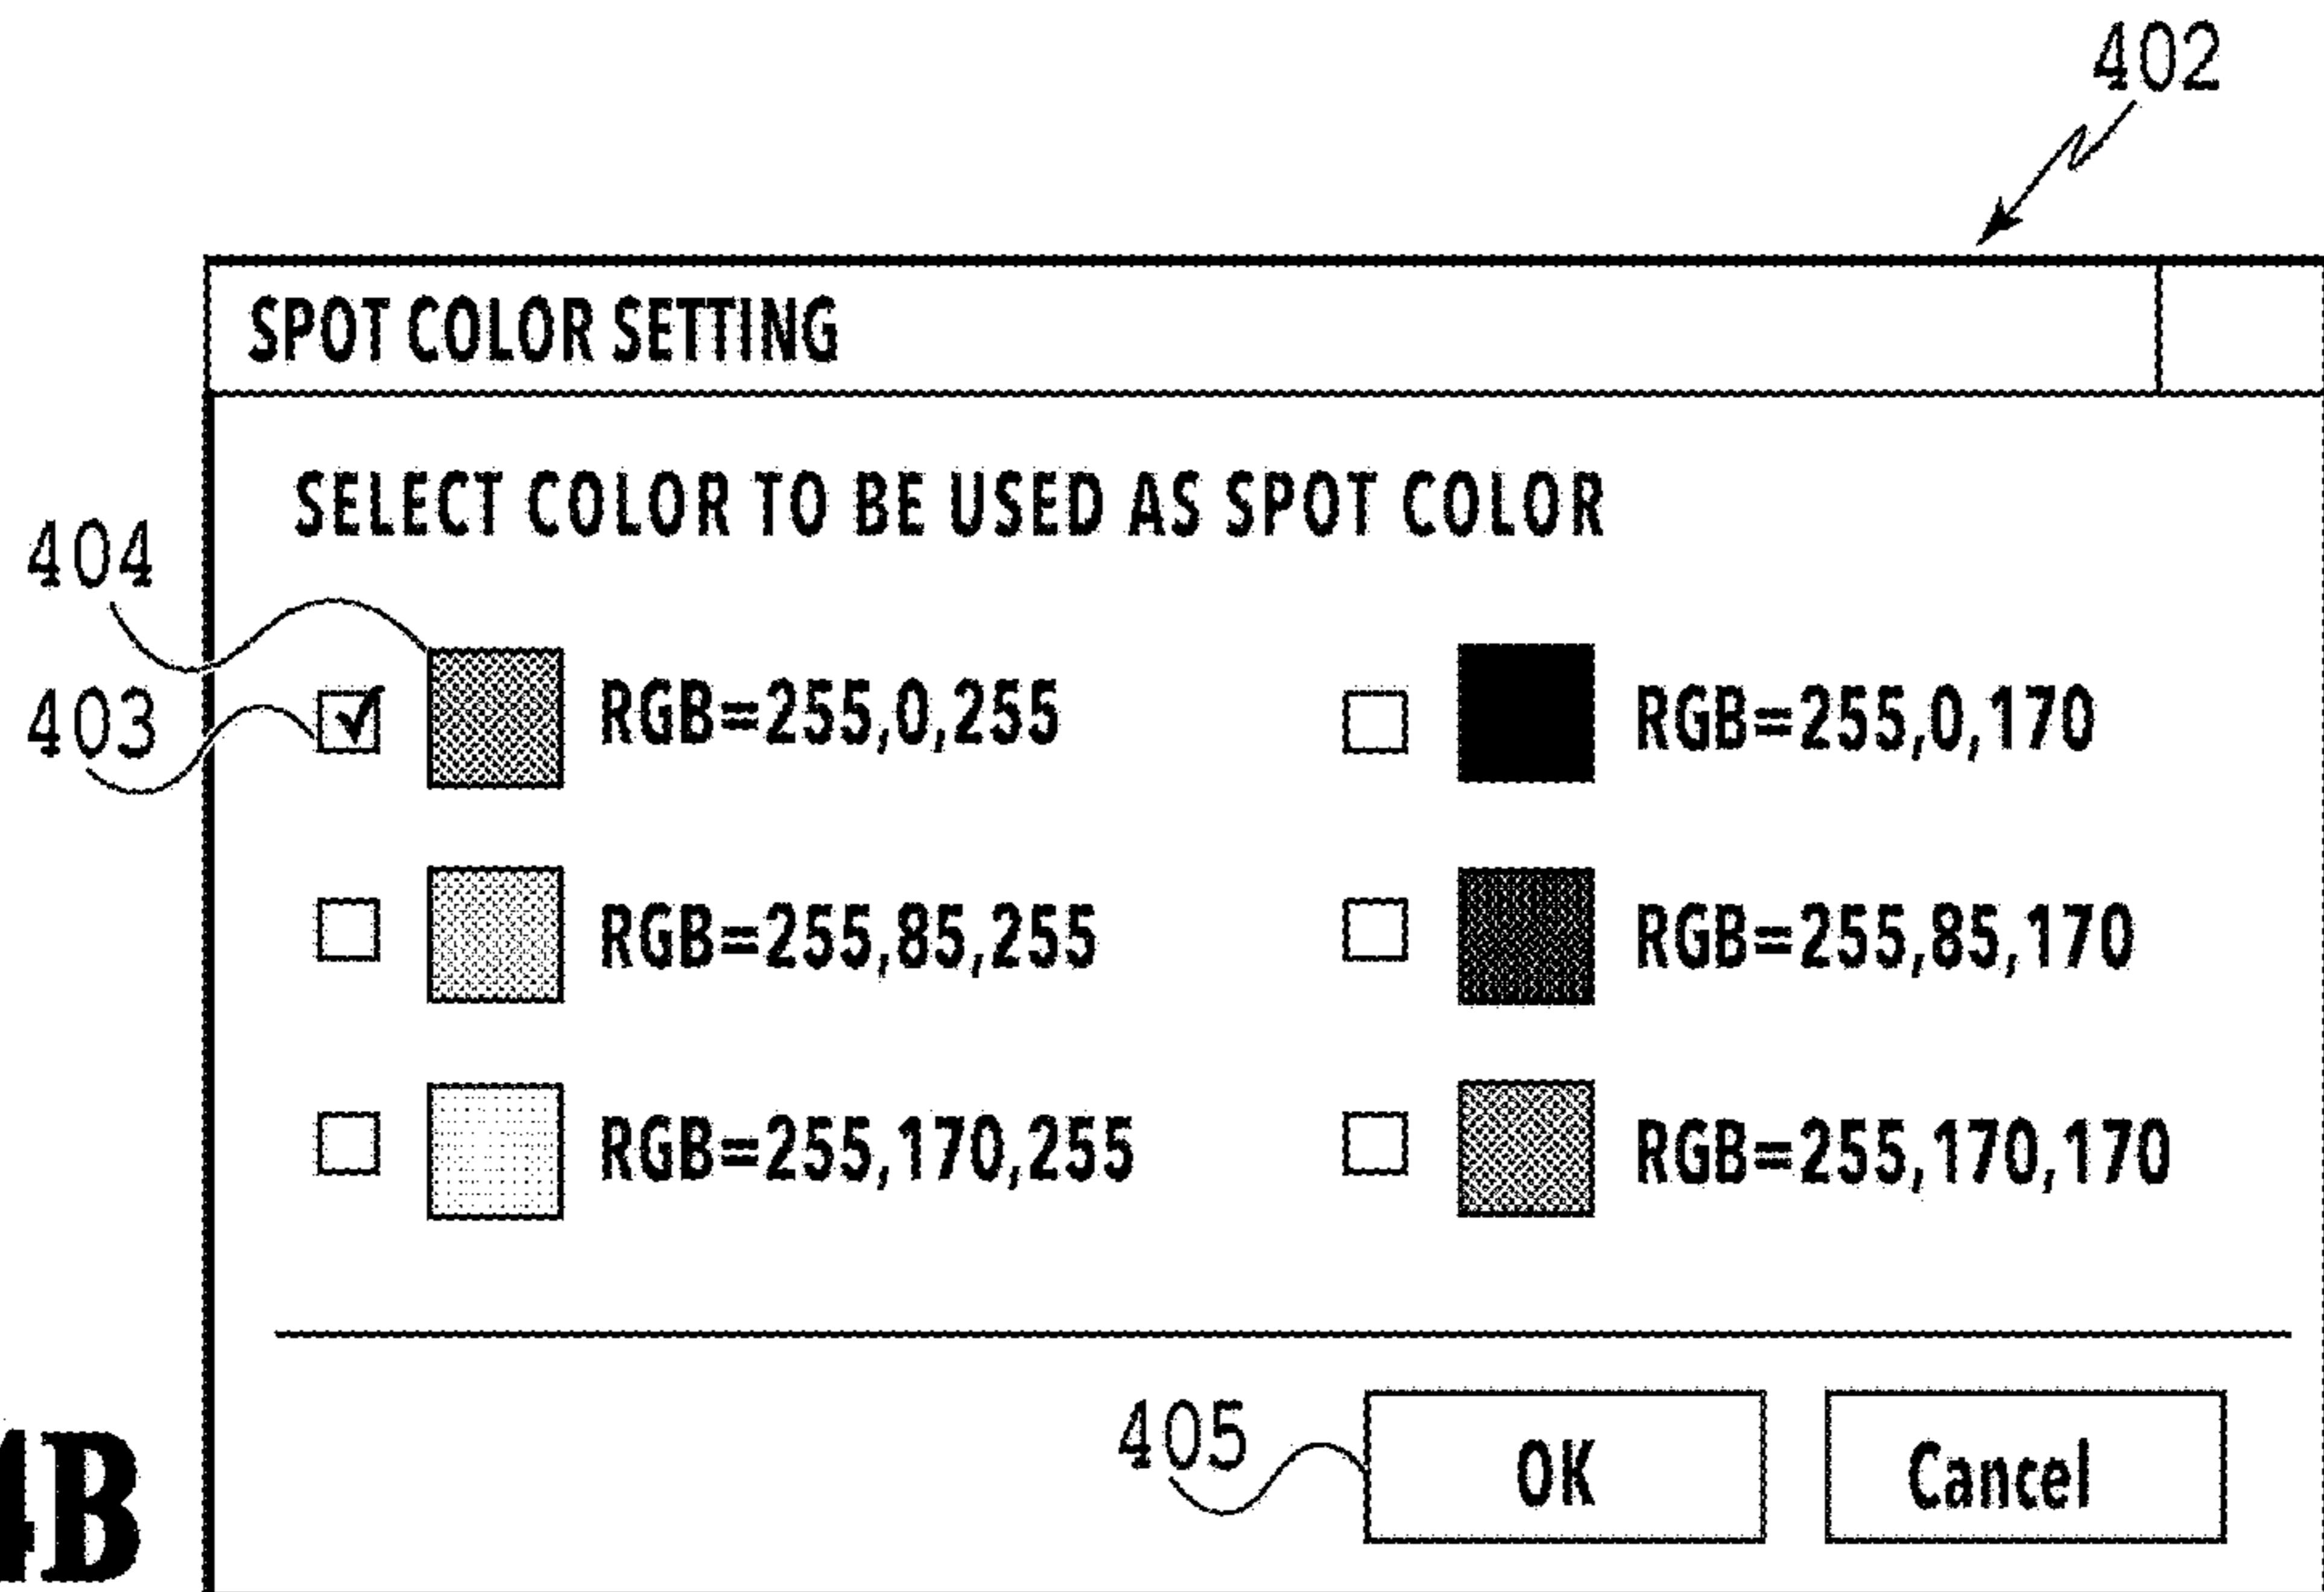 402
SPOT COLOR SETTING
SELECT COLOR TO BE USED AS SPOT COLOR
404
403
RGB=255,0,255
RGB=255,0,170
RGB=255,85,255
RGB=255,85,170
RGB=255,170,255
RGB=255,170,170
405
OK
Cancel
4B